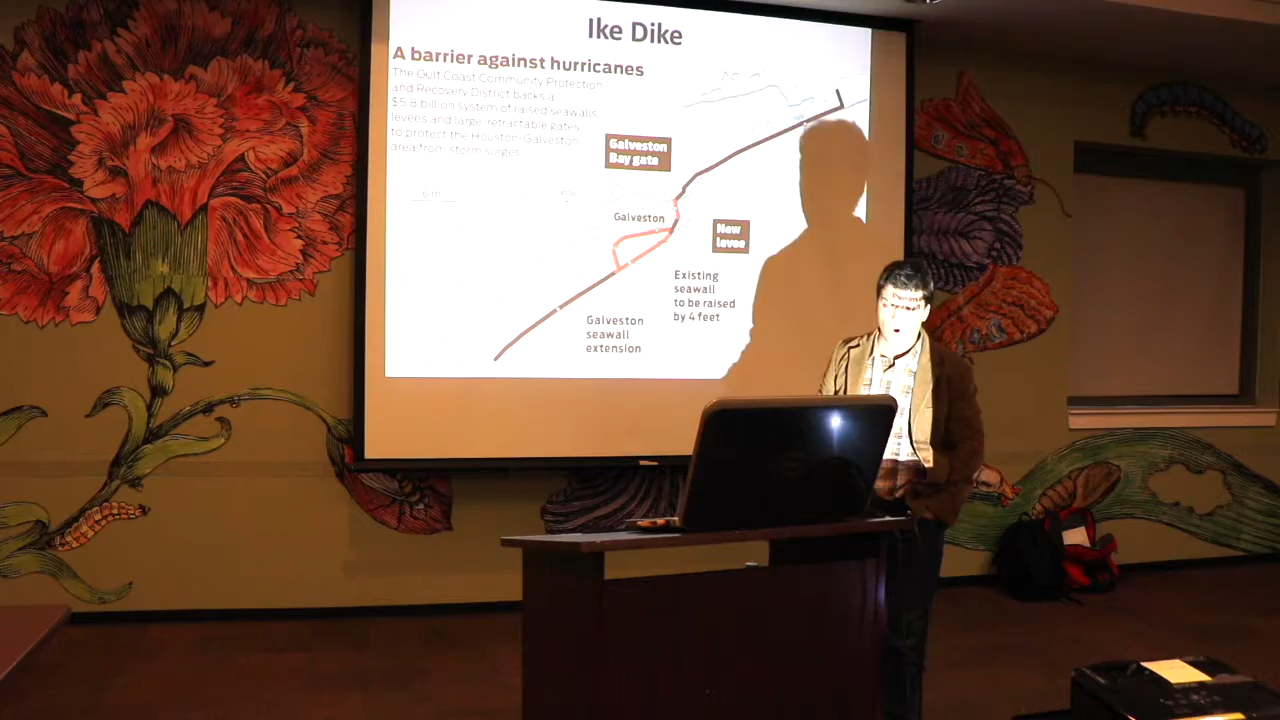 Ike Dike
A barrier against hurricanes
The Gulf Coast Community Protection
and Recovery District backs a
$5.8 billion system of raised seawalls,
levees and large, retractable gates
to protect the Houston-Galveston
area from storm surges.
Galveston
Bay gate
Galveston
New
levee
Existing
seawall
to be raised
by 4 feet
Galveston
seawall
extension